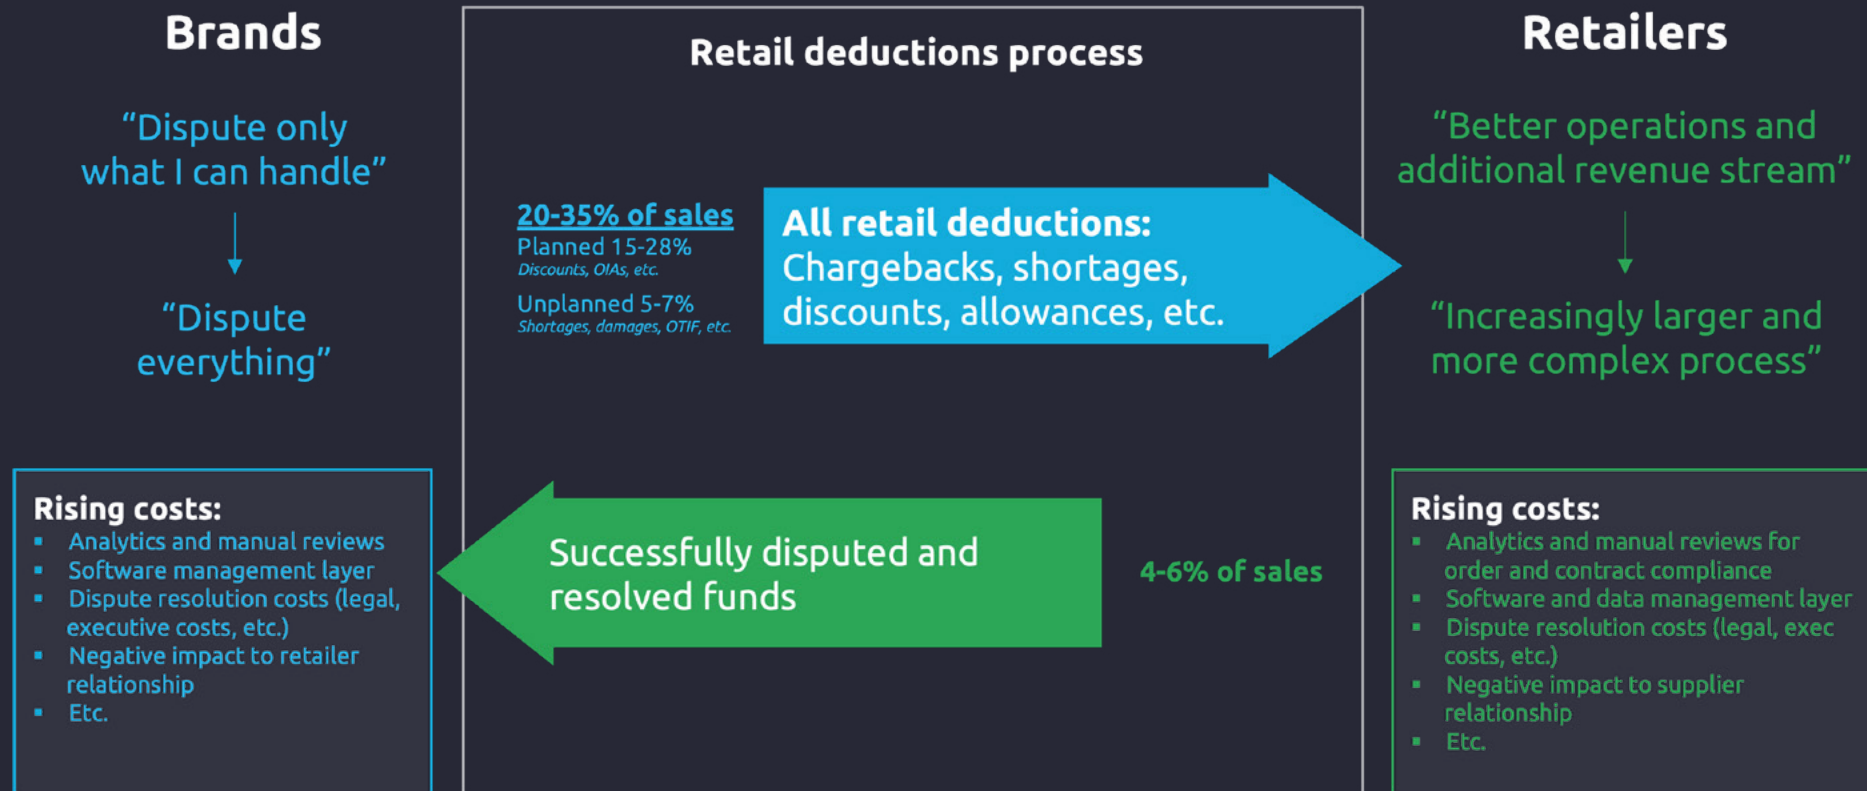 Brands
“Dispute only
what I can handle”
“Dispute
everything”
Rising costs:
▪ Analytics and manual reviews
▪ Software management layer
▪ Dispute resolution costs (legal,
executive costs, etc.)
▪ Negative impact to retailer
relationship
▪ Etc.
Retail deductions process
20-35% of sales
Planned 15-28%
Discounts, OIAs, etc.
Unplanned 5-7%
Shortages, damages, OTIF, etc.
All retail deductions:
Chargebacks, shortages,
discounts, allowances, etc.
Successfully disputed and
resolved funds
4-6% of sales
Retailers
“Better operations and
additional revenue stream”
“Increasingly larger and
more complex process”
Rising costs:
▪ Analytics and manual reviews for
order and contract compliance
▪ Software and data management layer
▪ Dispute resolution costs (legal, exec
costs, etc.)
▪ Negative impact to supplier
relationship
▪ Etc.